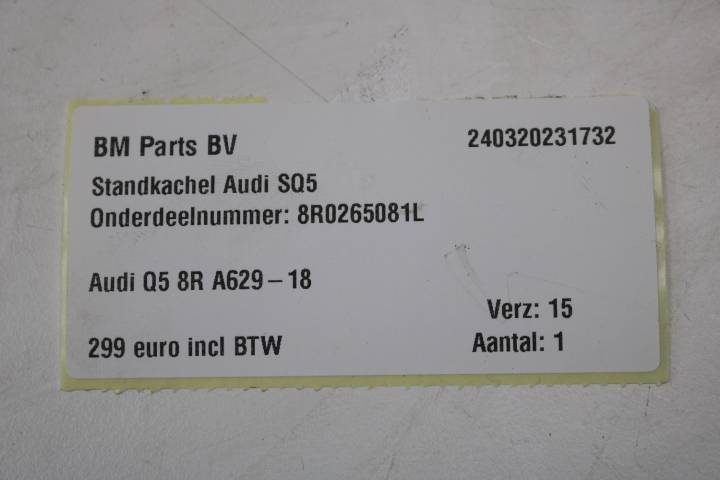 BM Parts BV 240320231732
Standkachel Audi SQ5
Onderdeelnummer: 8R0265081L
Audi Q5 8R A629-18
Verz: 15
299 euro incl BTW Aantal: 1